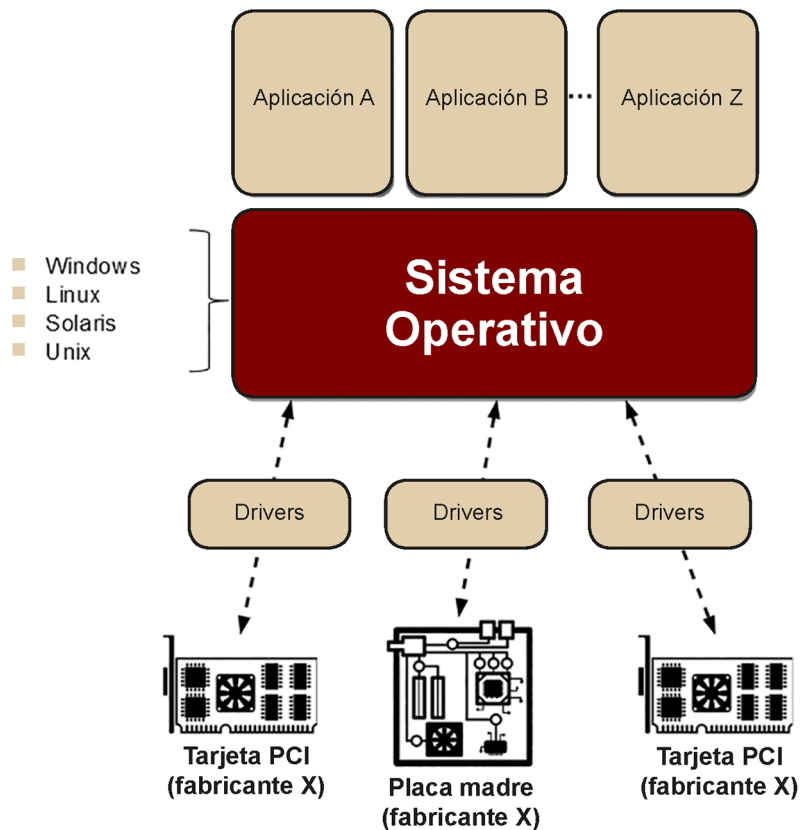 Aplicación A
Aplicación B
Aplicación Z
Sistema
Operativo
Windows
Linux
Solaris
Unix
Drivers
Drivers
Drivers
Tarjeta PCI
(fabricante X)
Placa madre
(fabricante X)
Tarjeta PCI
(fabricante X)